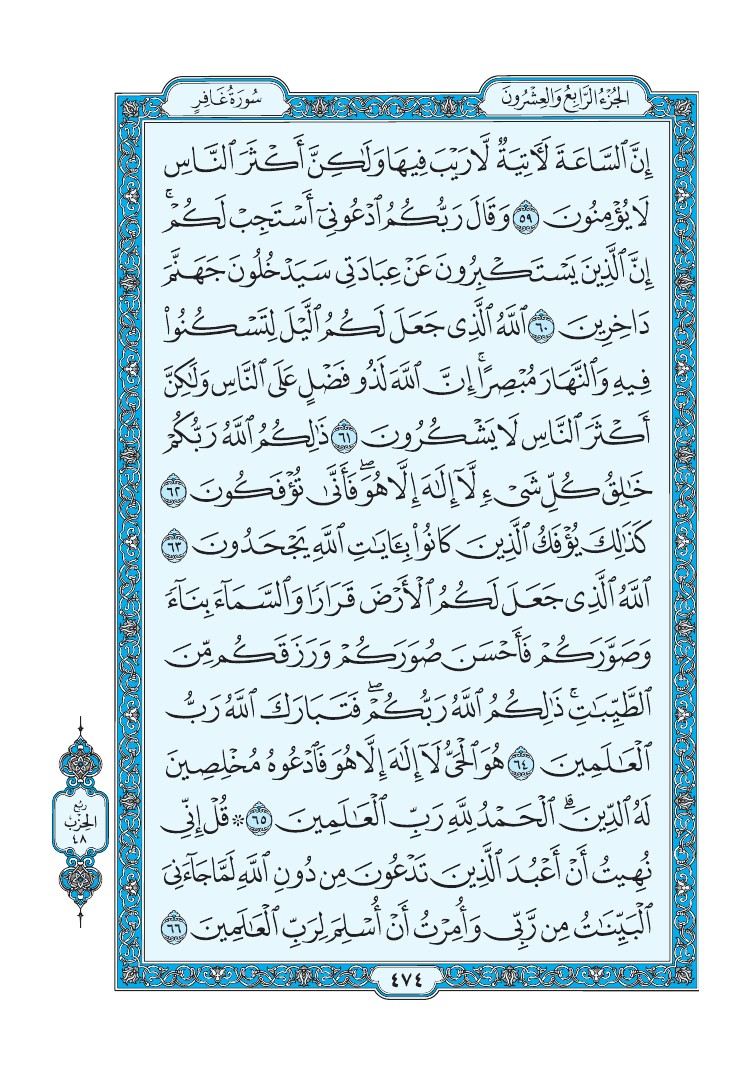 الجُزْءُ الرَّابِعُ وَالعِشْرُونَ
سُورَةُ غَافِرٍ
إِنَّ ٱلسَّاعَةَ لَأٓتِيَةٞ لَّا رَيۡبَ فِيهَا وَلَٰكِنَّ أَكۡثَرَ ٱلنَّاسِ
لَا يُؤۡمِنُونَ ٥٩ وَقَالَ رَبُّكُمُ ٱدۡعُونِيٓ أَسۡتَجِبۡ لَكُمۡۚ
إِنَّ ٱلَّذِينَ يَسۡتَكۡبِرُونَ عَنۡ عِبَادَتِي سَيَدۡخُلُونَ جَهَنَّمَ
دَاخِرِينَ ٦٠ ٱللَّهُ ٱلَّذِي جَعَلَ لَكُمُ ٱلَّيۡلَ لِتَسۡكُنُواْ
فِيهِ وَٱلنَّهَارَ مُبۡصِرًاۚ إِنَّ ٱللَّهَ لَذُو فَضۡلٍ عَلَى ٱلنَّاسِ وَلَٰكِنَّ
أَكۡثَرَ ٱلنَّاسِ لَا يَشۡكُرُونَ ٦١ ذَٰلِكُمُ ٱللَّهُ رَبُّكُمۡ
خَٰلِقُ كُلِّ شَيۡءٖ لَّآ إِلَٰهَ إِلَّا هُوَۖ فَأَنَّىٰ تُؤۡفَكُونَ ٦٢
كَذَٰلِكَ يُؤۡفَكُ ٱلَّذِينَ كَانُواْ بِـَٔايَٰتِ ٱللَّهِ يَجۡحَدُونَ ٦٣
ٱللَّهُ ٱلَّذِي جَعَلَ لَكُمُ ٱلۡأَرۡضَ قَرَارٗا وَٱلسَّمَآءَ بِنَآءٗ
وَصَوَّرَكُمۡ فَأَحۡسَنَ صُوَرَكُمۡ وَرَزَقَكُم مِّنَ
ٱلطَّيِّبَٰتِۚ ذَٰلِكُمُ ٱللَّهُ رَبُّكُمۡۖ فَتَبَارَكَ ٱللَّهُ رَبُّ
ٱلۡعَٰلَمِينَ ٦٤ هُوَ ٱلۡحَيُّ لَآ إِلَٰهَ إِلَّا هُوَ فَٱدۡعُوهُ مُخۡلِصِينَ
لَهُ ٱلدِّينَۗ ٱلۡحَمۡدُ لِلَّهِ رَبِّ ٱلۡعَٰلَمِينَ ٦٥ ۞ قُلۡ إِنِّي
نُهِيتُ أَنۡ أَعۡبُدَ ٱلَّذِينَ تَدۡعُونَ مِن دُونِ ٱللَّهِ لَمَّا جَآءَنِيَ
ٱلۡبَيِّنَٰتُ مِن رَّبِّي وَأُمِرۡتُ أَنۡ أُسۡلِمَ لِرَبِّ ٱلۡعَٰلَمِينَ ٦٦
رُبْعُ
الحِزْبِ
٤٨
٤٧٤